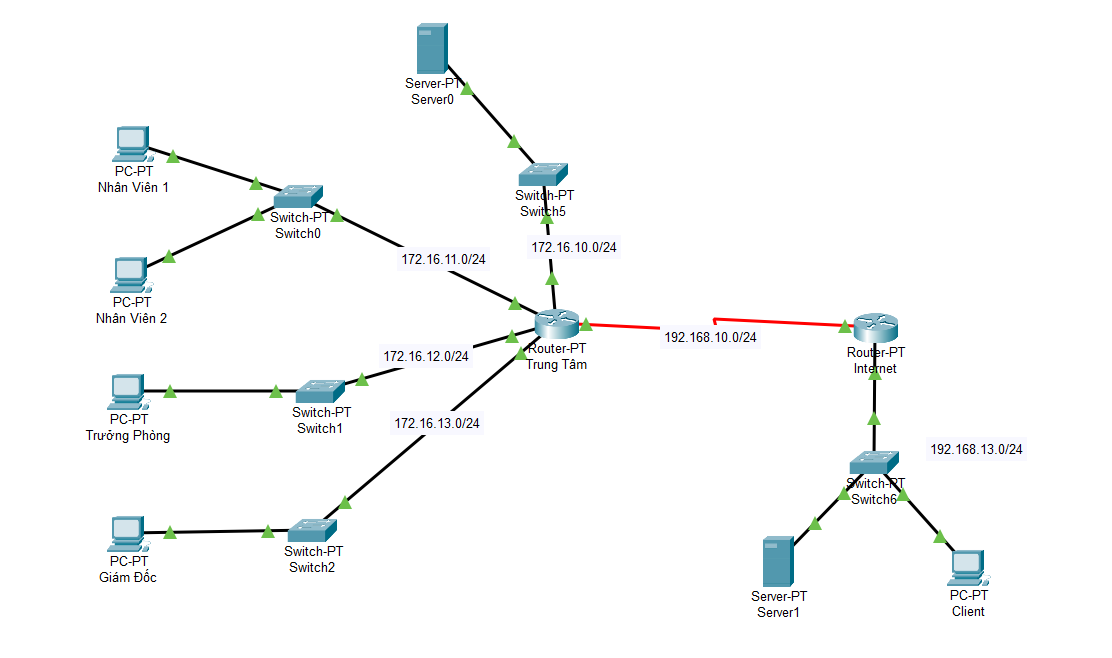 Server-PT
Server0
PC-PT
Nhân Viên 1
Switch-PT
Switch5
Switch-PT
Switch0
172.16.10.0/24
172.16.11.0/24
PC-PT
Nhân Viên 2
192.168.10.0/24
Router-PT
Trung Tâm
Router-PT
Internet
172.16.12.0/24
Switch-PT
Switch1
PC-PT
Trưởng Phòng
172.16.13.0/24
192.168.13.0/24
Switch-PT
Switch6
Switch-PT
Switch2
PC-PT
Giám Đốc
Server-PT
Server1
PC-PT
Client